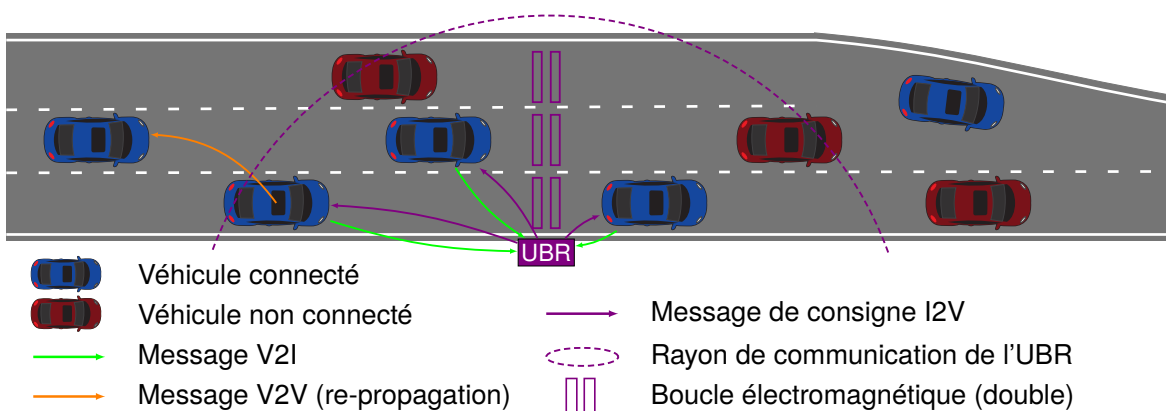 UBR
Véhicule connecté
Véhicule non connecté
Message V2I
Message V2V (re-propagation)
Message de consigne I2V
Rayon de communication de l'UBR
Boucle électromagnétique (double)